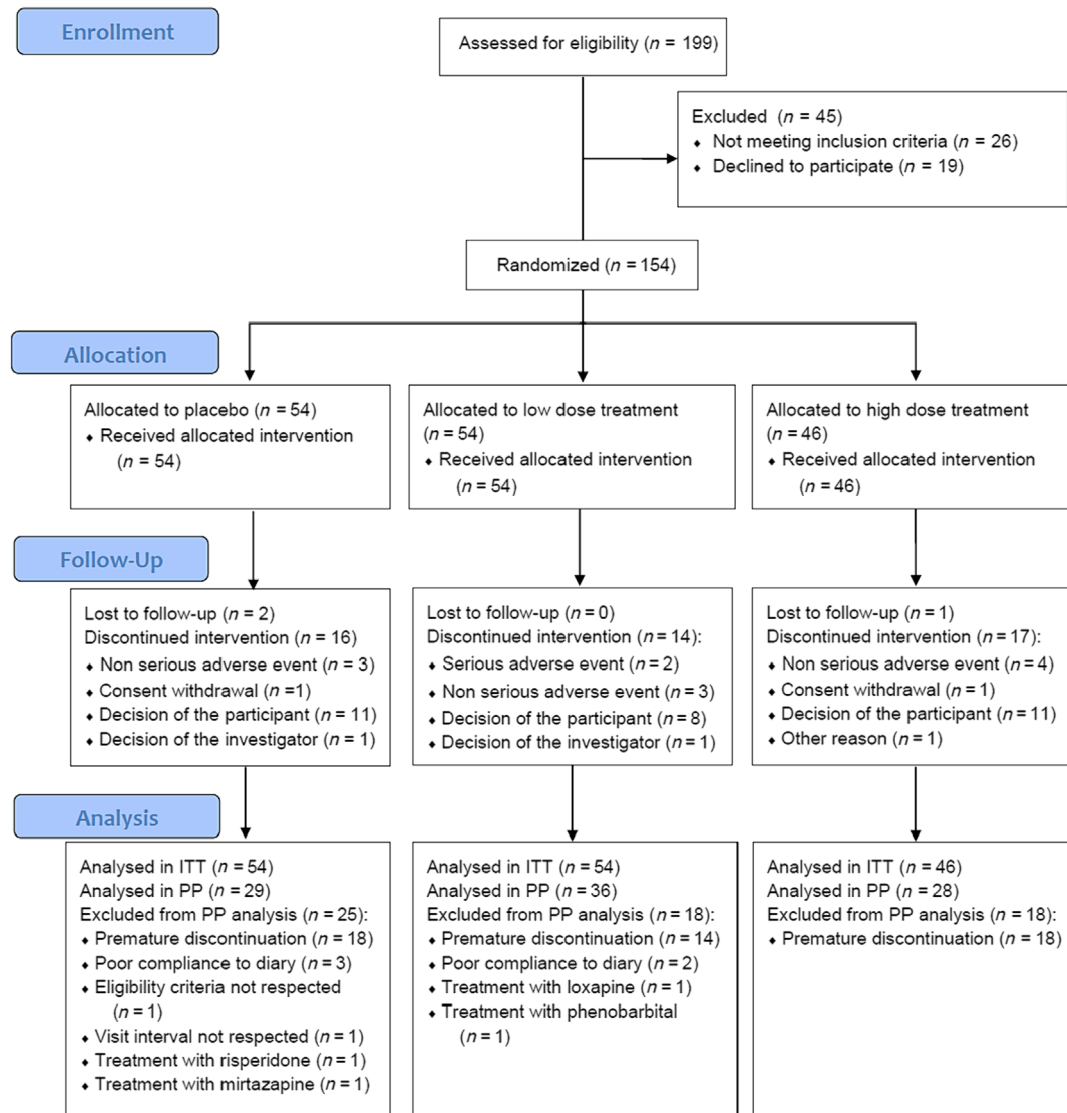 Enrollment
Assessed for eligibility (n = 199)
Excluded (n = 45)
⬧ Not meeting inclusion criteria (n = 26)
⬧ Declined to participate (n = 19)
Randomized (n = 154)
Allocation
Allocated to placebo (n = 54)
⬧ Received allocated intervention
(n = 54)
Allocated to low dose treatment
(n = 54)
⬧ Received allocated intervention
(n = 54)
Allocated to high dose treatment
(n = 46)
⬧ Received allocated intervention
(n = 46)
Follow-Up
Lost to follow-up (n = 2)
Discontinued intervention (n = 16)
⬧ Non serious adverse event (n = 3)
⬧ Consent withdrawal (n =1)
⬧ Decision of the participant (n = 11)
⬧ Decision of the investigator (n = 1)
Lost to follow-up (n = 0)
Discontinued intervention (n = 14):
⬧ Serious adverse event (n = 2)
⬧ Non serious adverse event (n = 3)
⬧ Decision of the participant (n = 8)
⬧ Decision of the investigator (n = 1)
Lost to follow-up (n = 1)
Discontinued intervention (n = 17):
⬧ Non serious adverse event (n = 4)
⬧ Consent withdrawal (n = 1)
⬧ Decision of the participant (n = 11)
⬧ Other reason (n = 1)
Analysis
Analysed in ITT (n = 54)
Analysed in PP (n = 29)
Excluded from PP analysis (n = 25):
⬧ Premature discontinuation (n = 18)
⬧ Poor compliance to diary (n = 3)
⬧ Eligibility criteria not respected
(n = 1)
⬧ Visit interval not respected (n = 1)
⬧ Treatment with risperidone (n = 1)
⬧ Treatment with mirtazapine (n = 1)
Analysed in ITT (n = 54)
Analysed in PP (n = 36)
Excluded from PP analysis (n = 18):
⬧ Premature discontinuation (n = 14)
⬧ Poor compliance to diary (n = 2)
⬧ Treatment with loxapine (n = 1)
⬧ Treatment with phenobarbital
(n = 1)
Analysed in ITT (n = 46)
Analysed in PP (n = 28)
Excluded from PP analysis (n = 18):
⬧ Premature discontinuation (n = 18)